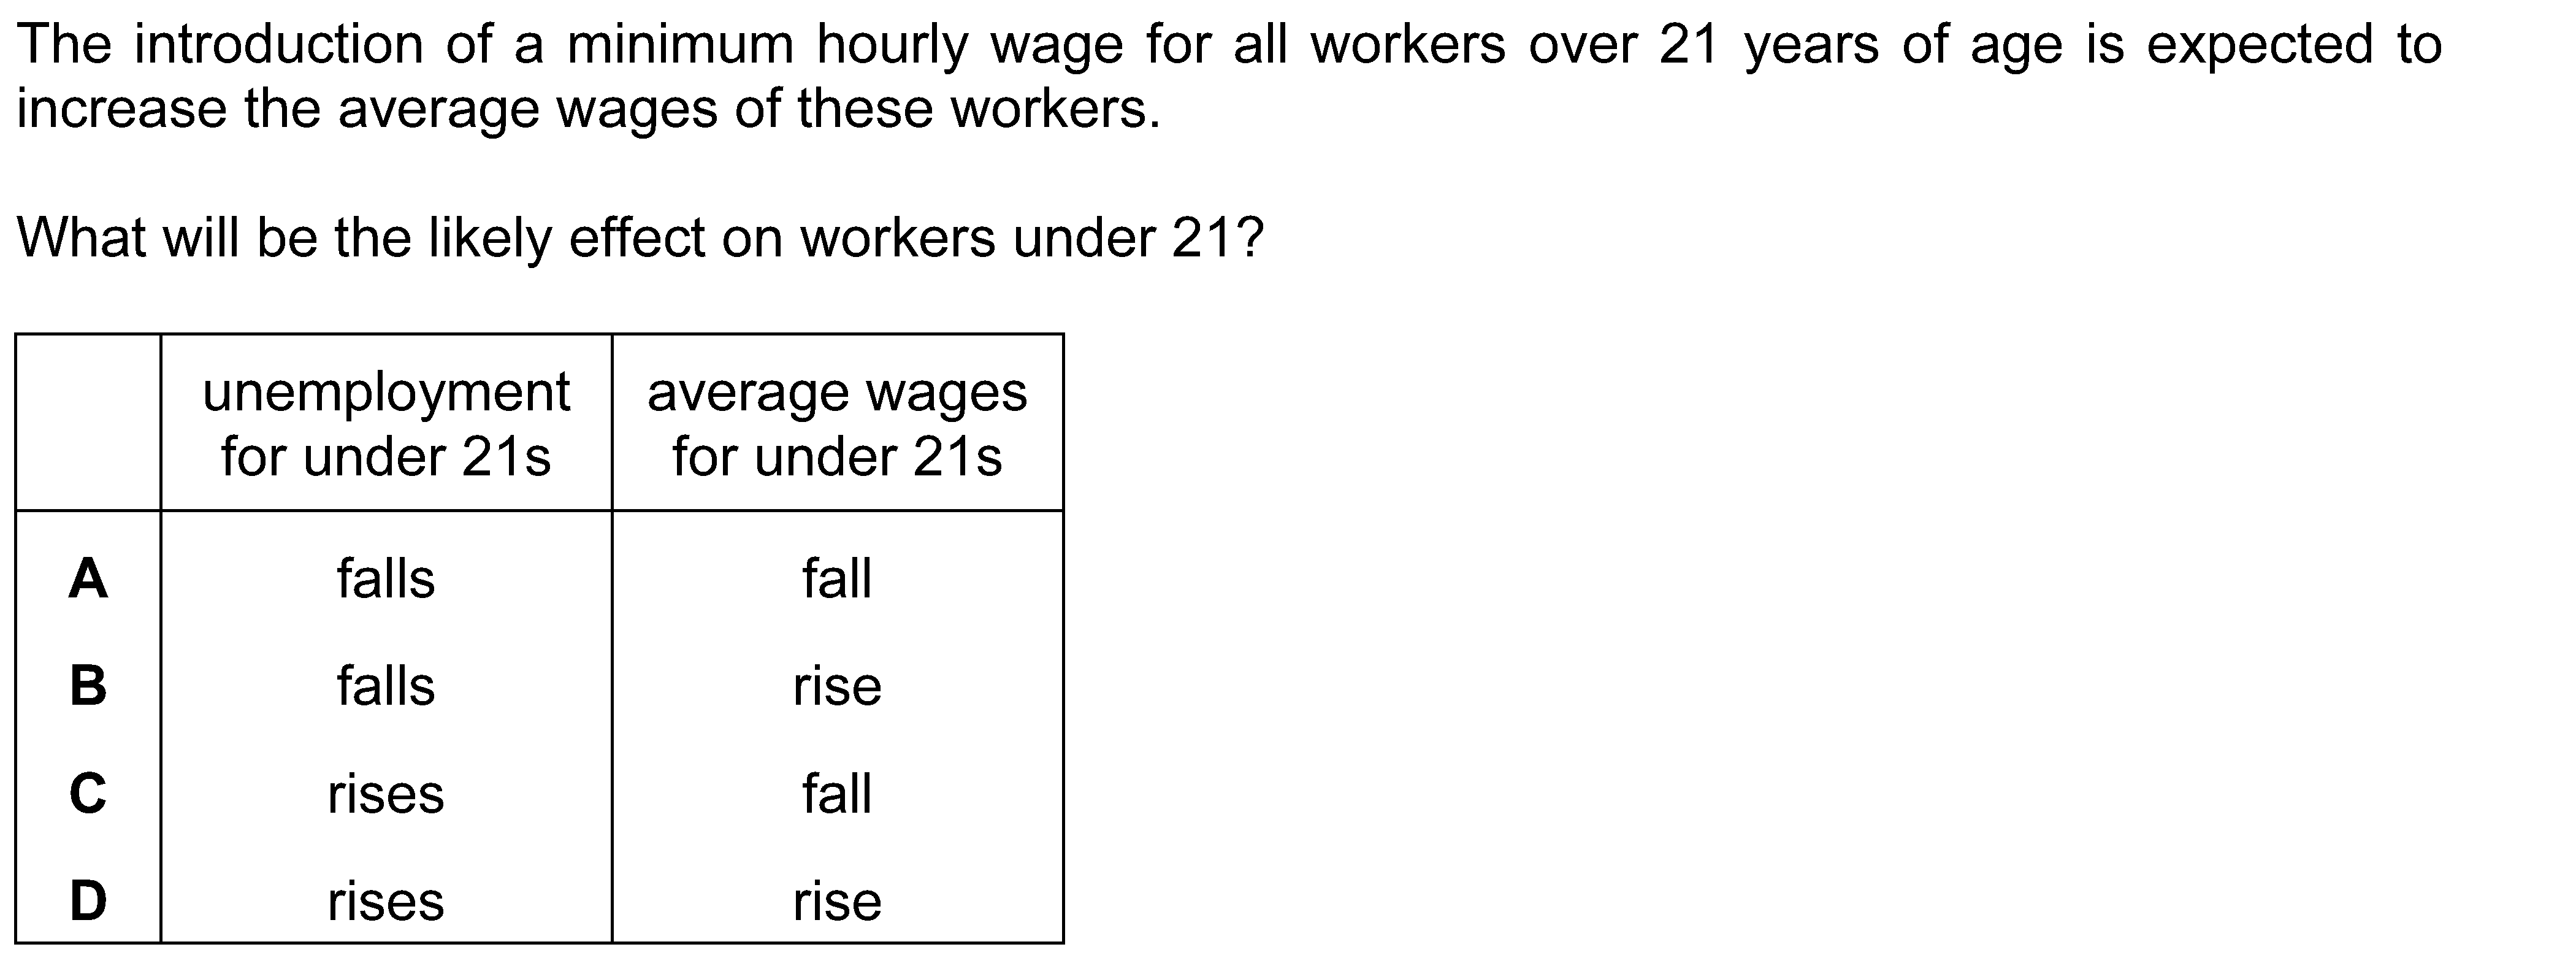 The introduction of a minimum hourly wage for all workers over 21 years of age is expected to
increase the average wages of these workers.
What will be the likely effect on workers under 21?
unemployment average wages
for under 21s for under 21s
A falls fall
B falls rise
C rises fall
D rises rise